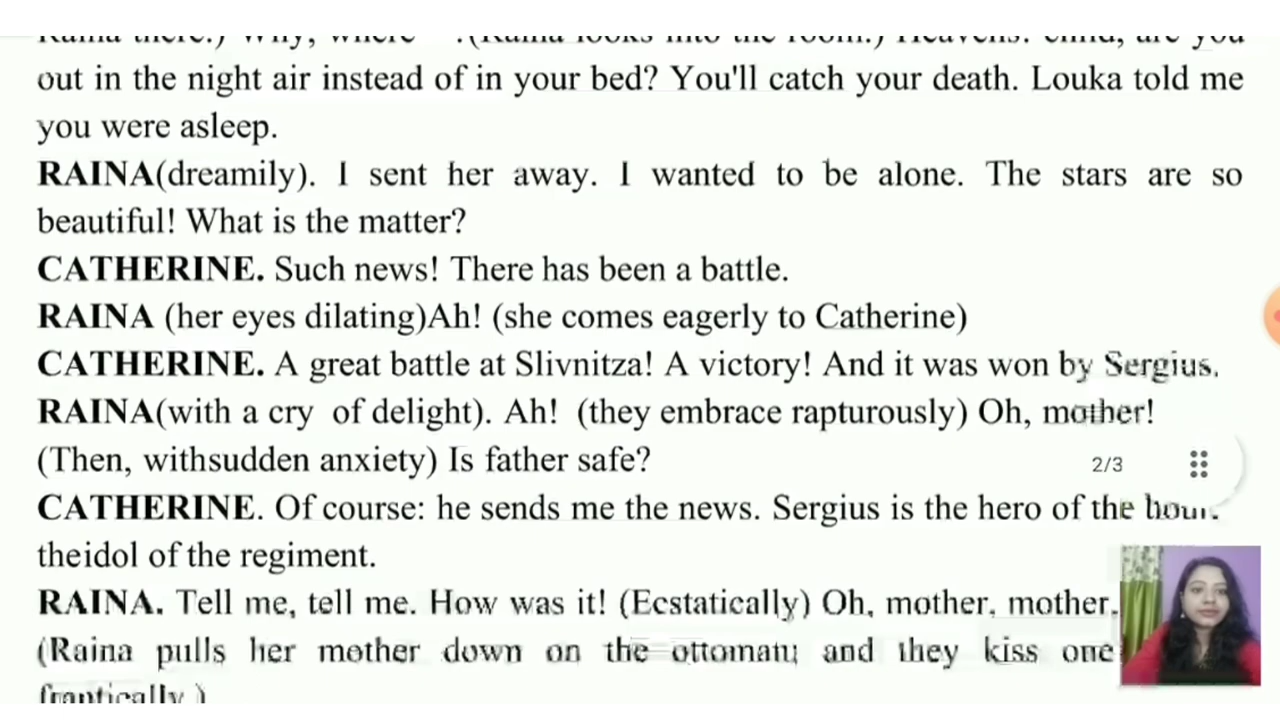 out in the night air instead of in your bed? You'll catch your death. Louka told me
you were asleep.
RAINA(dreamily). I sent her away. I wanted to be alone. The stars are so
beautiful! What is the matter?
CATHERINE. Such news! There has been a battle.
RAINA (her eyes dilating)Ah! (she comes eagerly to Catherine)
CATHERINE. A great battle at Slivnitza! A victory! And it was won by Sergius.
RAINA(with a cry of delight). Ah! (they embrace rapturously) Oh, mother!
(Then, withsudden anxiety) Is father safe?
2/3
CATHERINE. Of course: he sends me the news. Sergius is the hero of the hour.
theidol of the regiment.
RAINA. Tell me, tell me. How was it! (Ecstatically) Oh, mother, mother.
(Raina pulls her mother down on the ottoman; and they kiss one
frantically.)